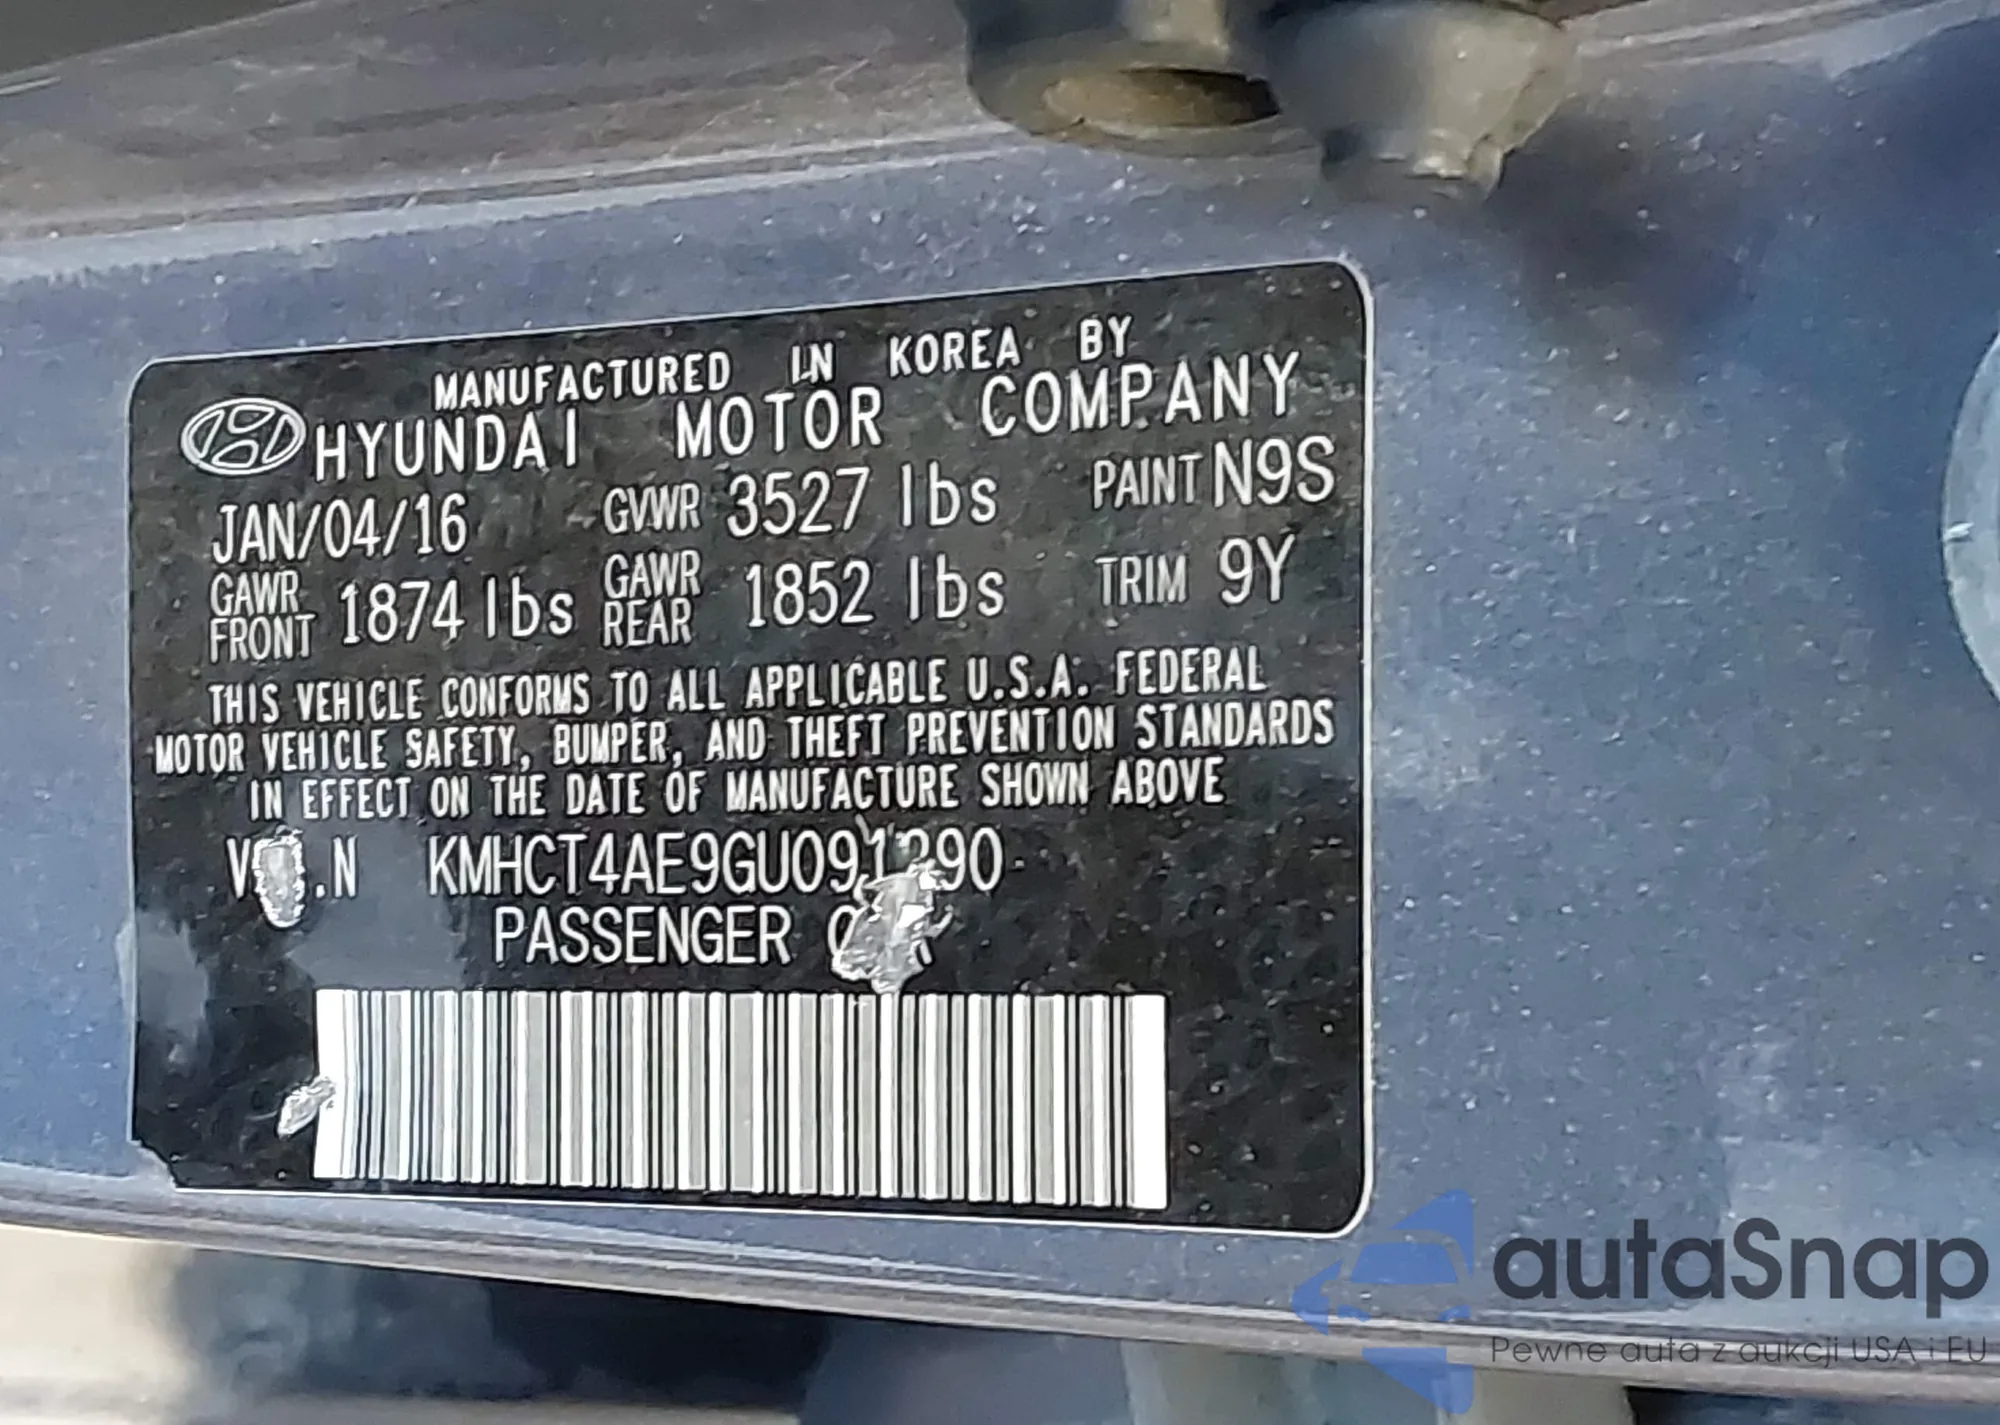 MANUFACTURED IN KOREA BY
HYUNDAI MOTOR COMPANY
JAN/04/16 GVWR 3527 lbs PAINT N9S
GAWR FRONT 1874 lbs GAWR REAR 1852 lbs TRIM 9Y
THIS VEHICLE CONFORMS TO ALL APPLICABLE U.S.A. FEDERAL
MOTOR VEHICLE SAFETY, BUMPER, AND THEFT PREVENTION STANDARDS
IN EFFECT ON THE DATE OF MANUFACTURE SHOWN ABOVE
KMHCT4AE9GU091290
PASSENGER
autaSnap
Pewne auta z aukcji USA i EU